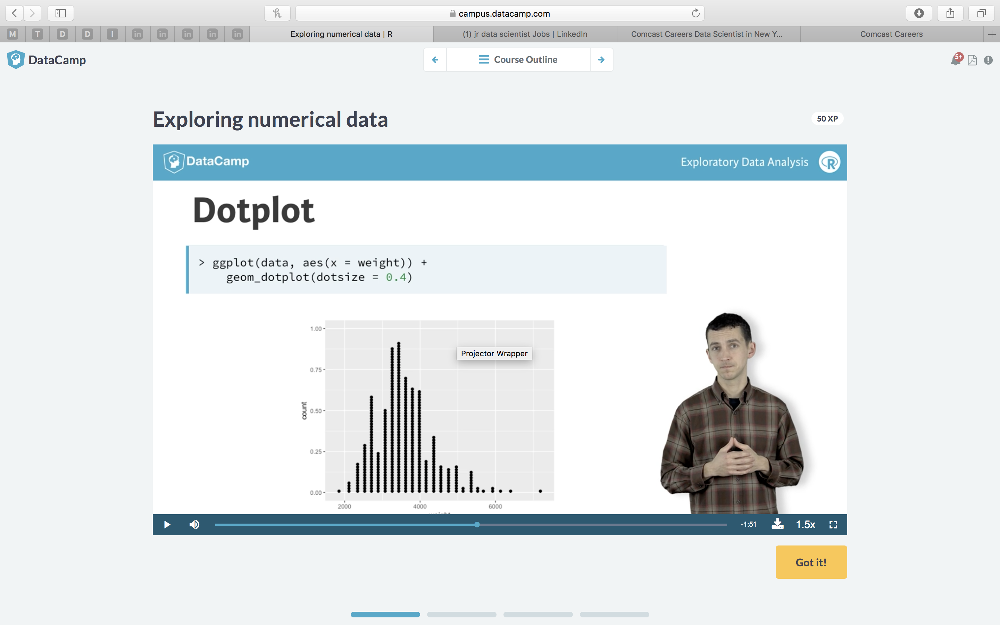 campus.datacamp.com
M
T
D
D
I
in
in
in
in
in
Exploring numerical data | R
(1) jr data scientist Jobs | LinkedIn
Comcast Careers Data Scientist in New Y...
Comcast Careers
DataCamp
Course Outline
5+
Exploring numerical data
50 XP
DataCamp
Exploratory Data Analysis
R
Dotplot
> ggplot(data, aes(x = weight)) +
geom_dotplot(dotsize = 0.4)
1.00
Projector Wrapper
0.75
count
0.50
0.25
0.00
2000
4000
6000
-1:51
1.5x
Got it!